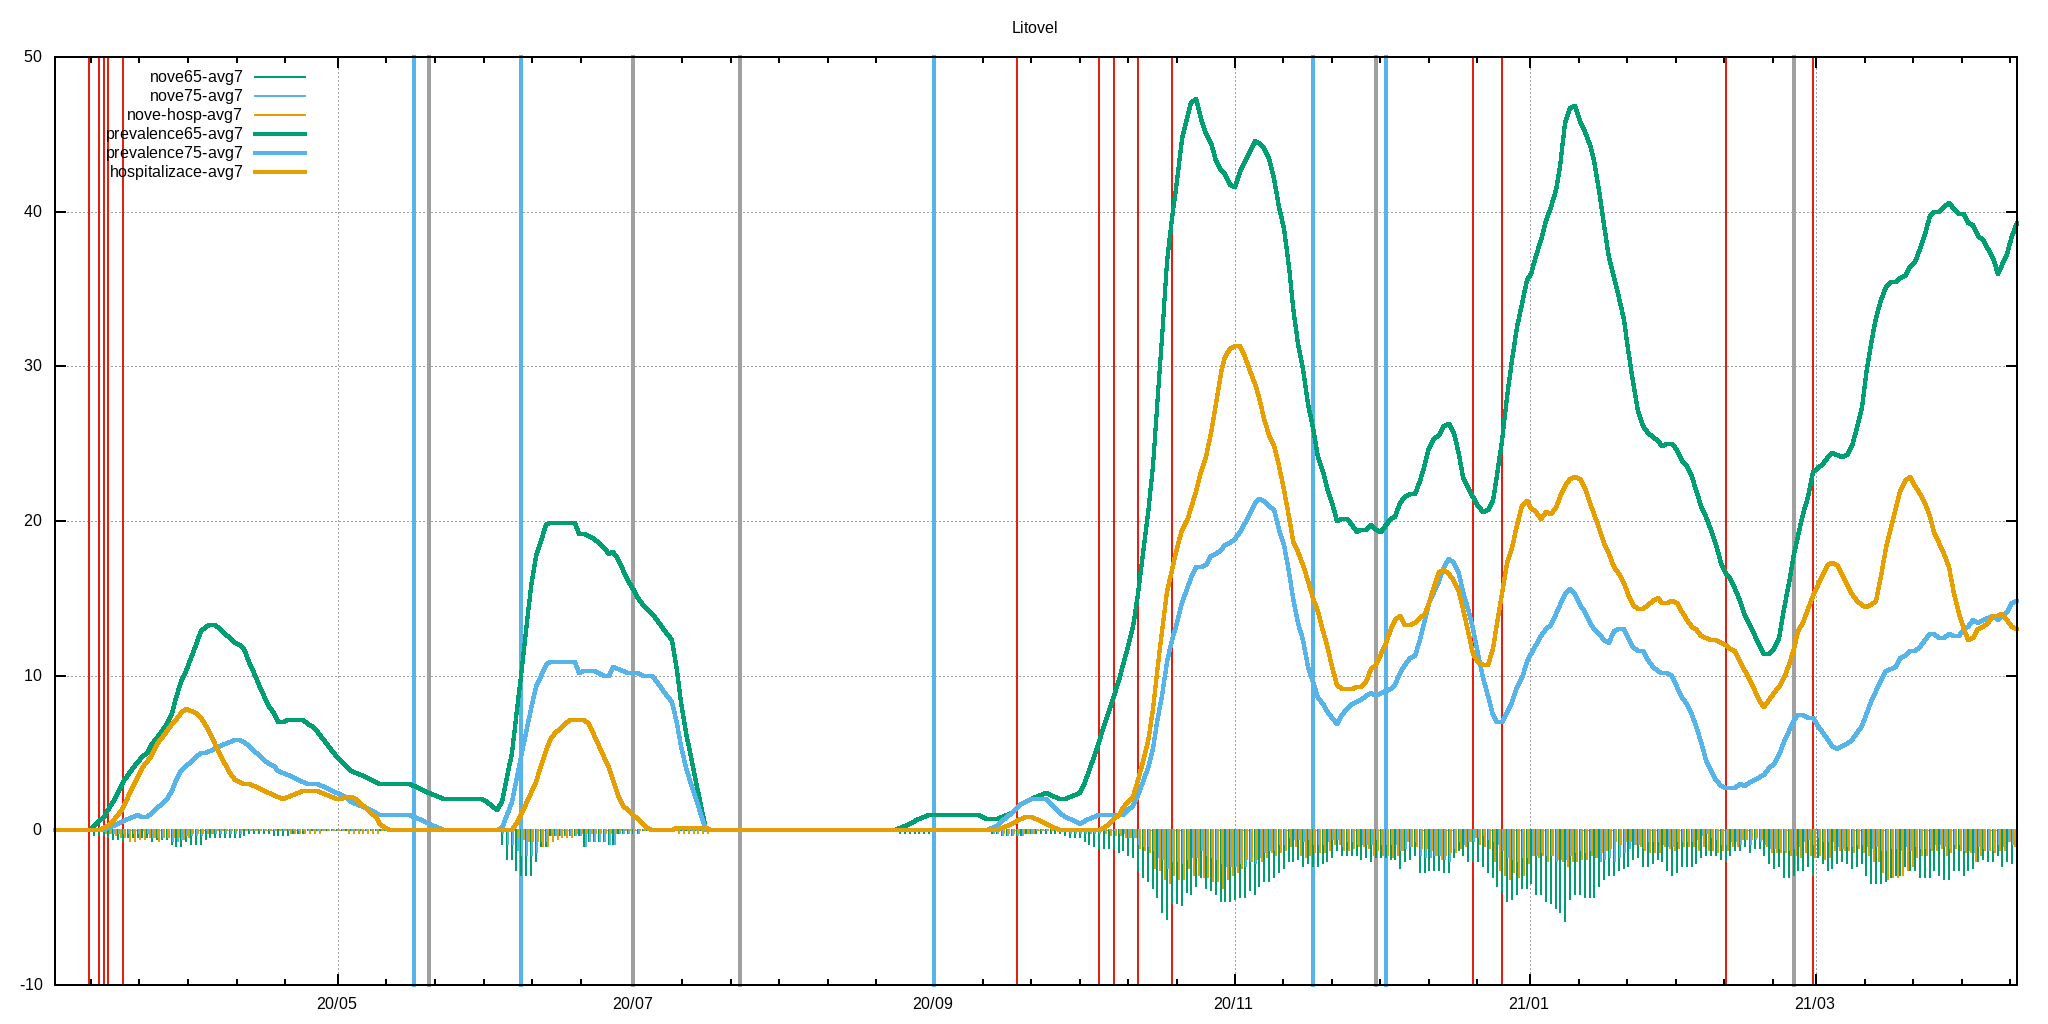 Litovel
50
nove65-avg7
nove75-avg7
nove-hosp-avg7
prevalence65-avg7
prevalence75-avg7
hospitalizace-avg7
40
30
20
10
0
-10
20/05 20/07 20/09 20/11 21/01 21/03